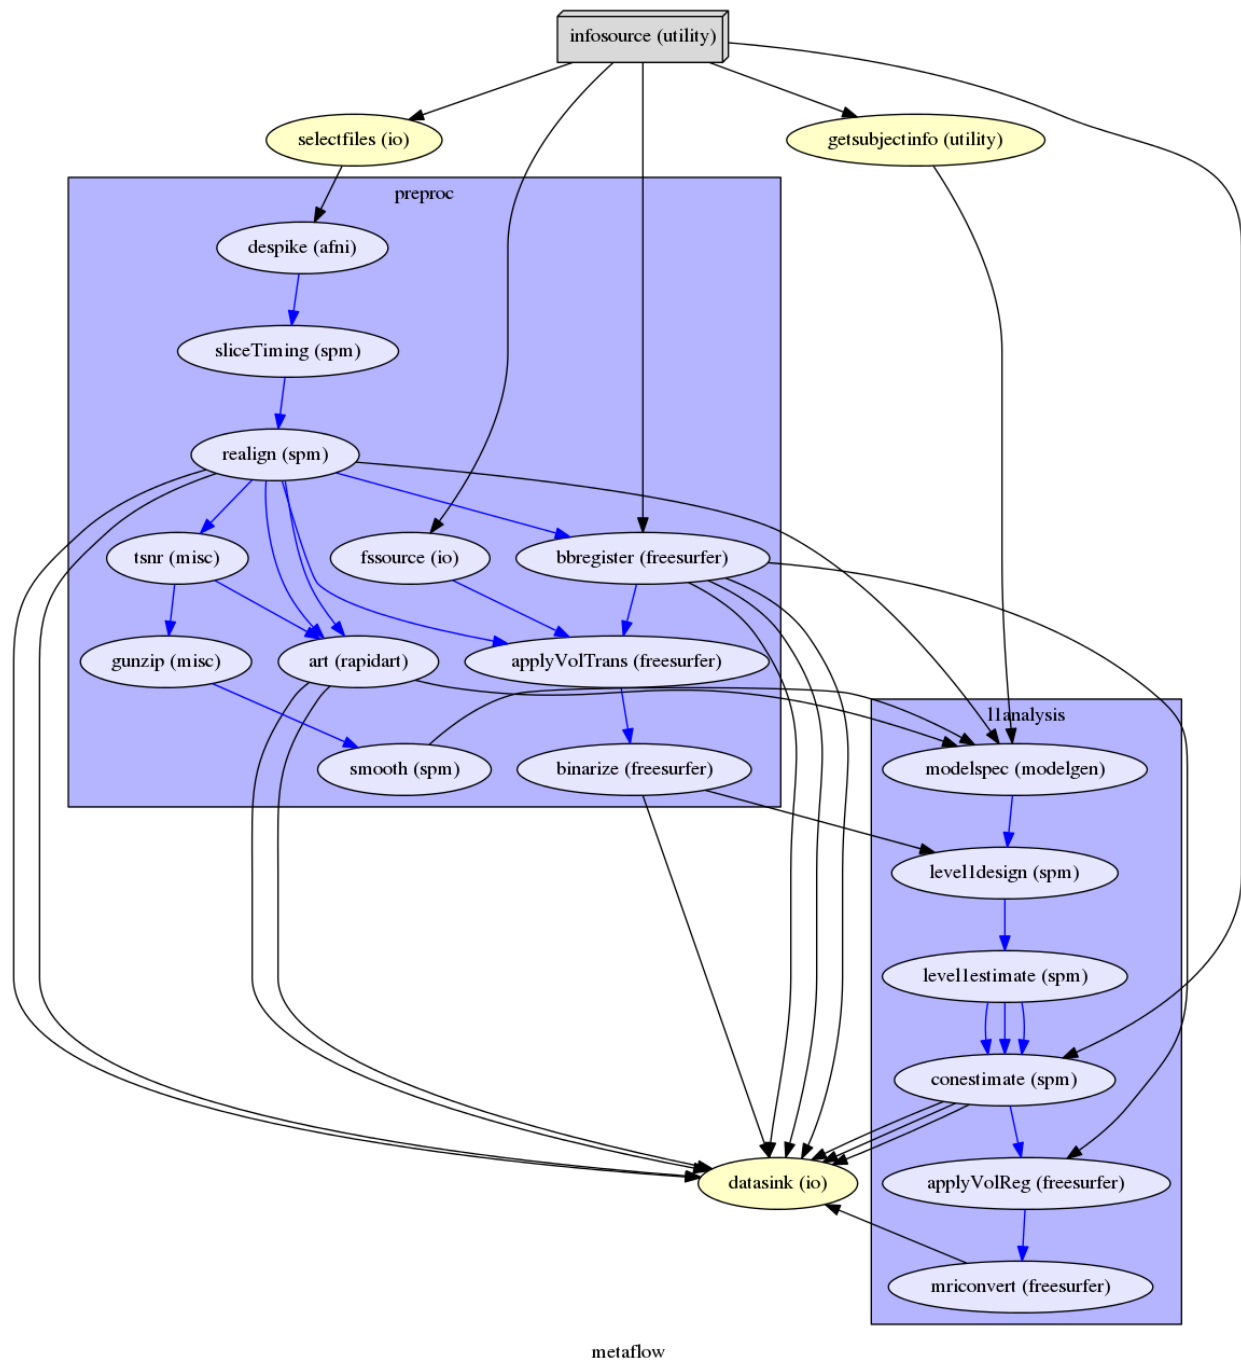 infosource (utility)
selectfiles (io)
getsubjectinfo (utility)
preproc
despike (afni)
sliceTiming (spm)
realign (spm)
tsnr (misc)
fssource (io)
bbregister (freesurfer)
gunzip (misc)
art (rapidart)
applyVolTrans (freesurfer)
l1analysis
smooth (spm)
binarize (freesurfer)
modelspec (modelgen)
level1design (spm)
level1estimate (spm)
conestimate (spm)
datasink (io)
applyVolReg (freesurfer)
mriconvert (freesurfer)
metaflow